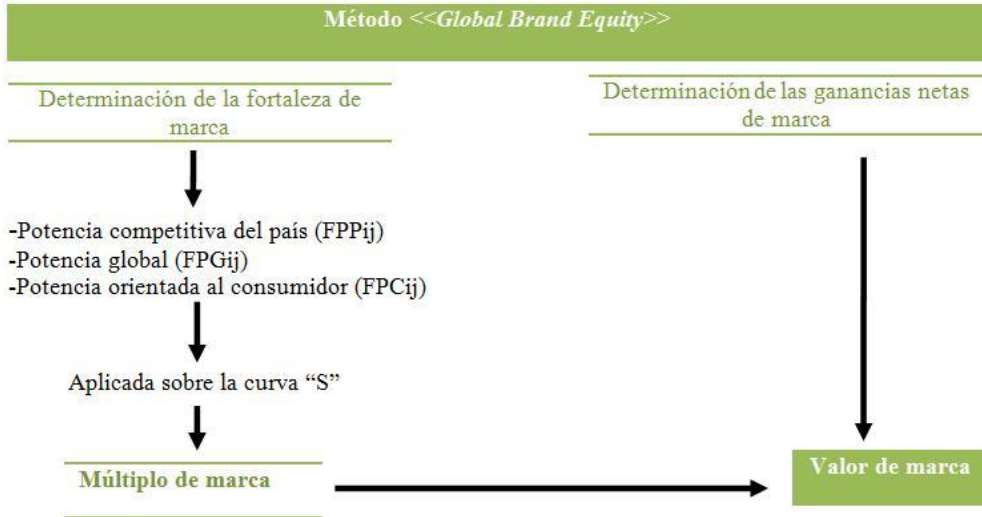 Método <<Global Brand Equity>>
Determinación de la fortaleza de
marca
Determinación de las ganancias netas
de marca
-Potencia competitiva del país (FPPij)
-Potencia global (FPGij)
-Potencia orientada al consumidor (FPCij)
Aplicada sobre la curva “S”
Múltiplo de marca
Valor de marca